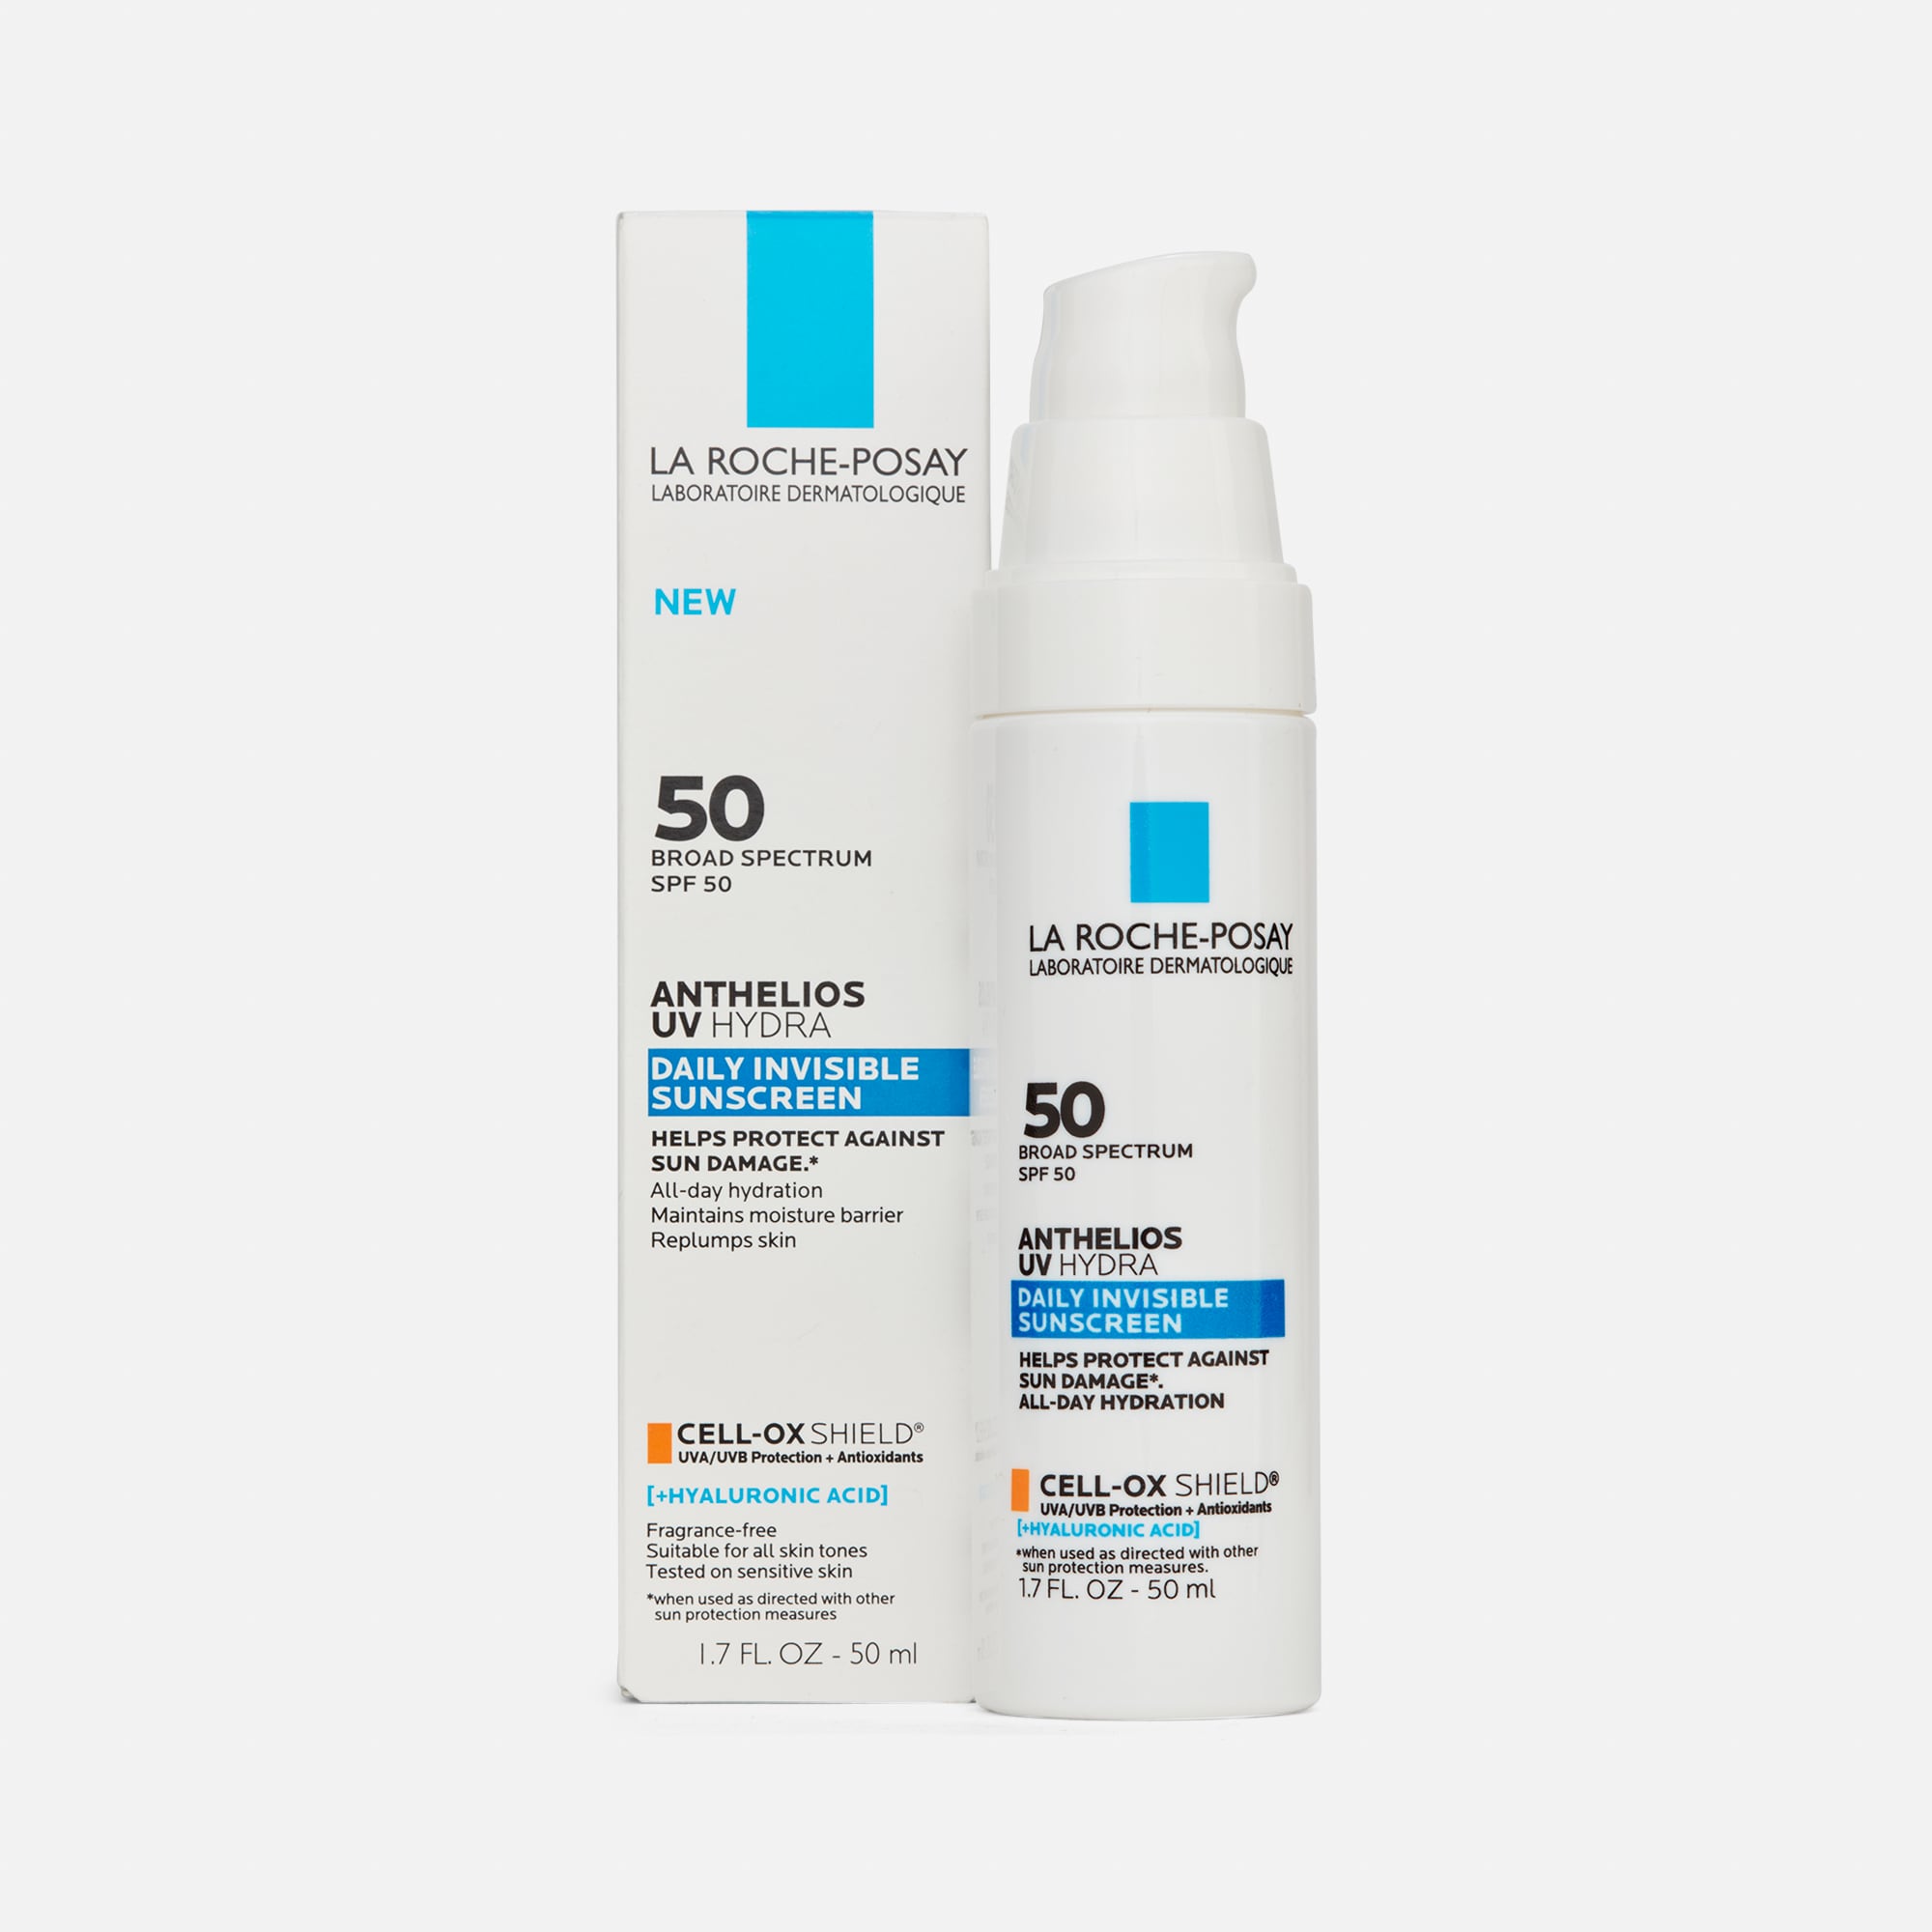 LA ROCHE-POSAY
LABORATOIRE DERMATOLOGIQUE
NEW
50
BROAD SPECTRUM
SPF 50
ANTHELIOS
UV HYDRA
DAILY INVISIBLE
SUNSCREEN
HELPS PROTECT AGAINST
SUN DAMAGE.*
All-day hydration
Maintains moisture barrier
Replumps skin
CELL-OX SHIELD®
UVA/UVB Protection + Antioxidants
[+HYALURONIC ACID]
Fragrance-free
Suitable for all skin tones
Tested on sensitive skin
*when used as directed with other
sun protection measures
1.7 FL. OZ - 50 ml
LA ROCHE-POSAY
LABORATOIRE DERMATOLOGIQUE
50
BROAD SPECTRUM
SPF 50
ANTHELIOS
UV HYDRA
DAILY INVISIBLE
SUNSCREEN
HELPS PROTECT AGAINST
SUN DAMAGE*.
ALL-DAY HYDRATION
CELL-OX SHIELD®
UVA/UVB Protection + Antioxidants
[+HYALURONIC ACID]
*when used as directed with other
sun protection measures.
1.7 FL. OZ - 50 ml